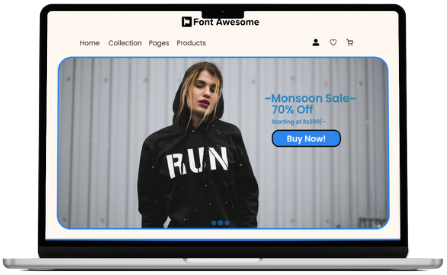 Font Awesome
Home Collection Pages Products
~Monsoon Sale~
70% Off
Starting at Rs399/-
Buy Now!
RUN